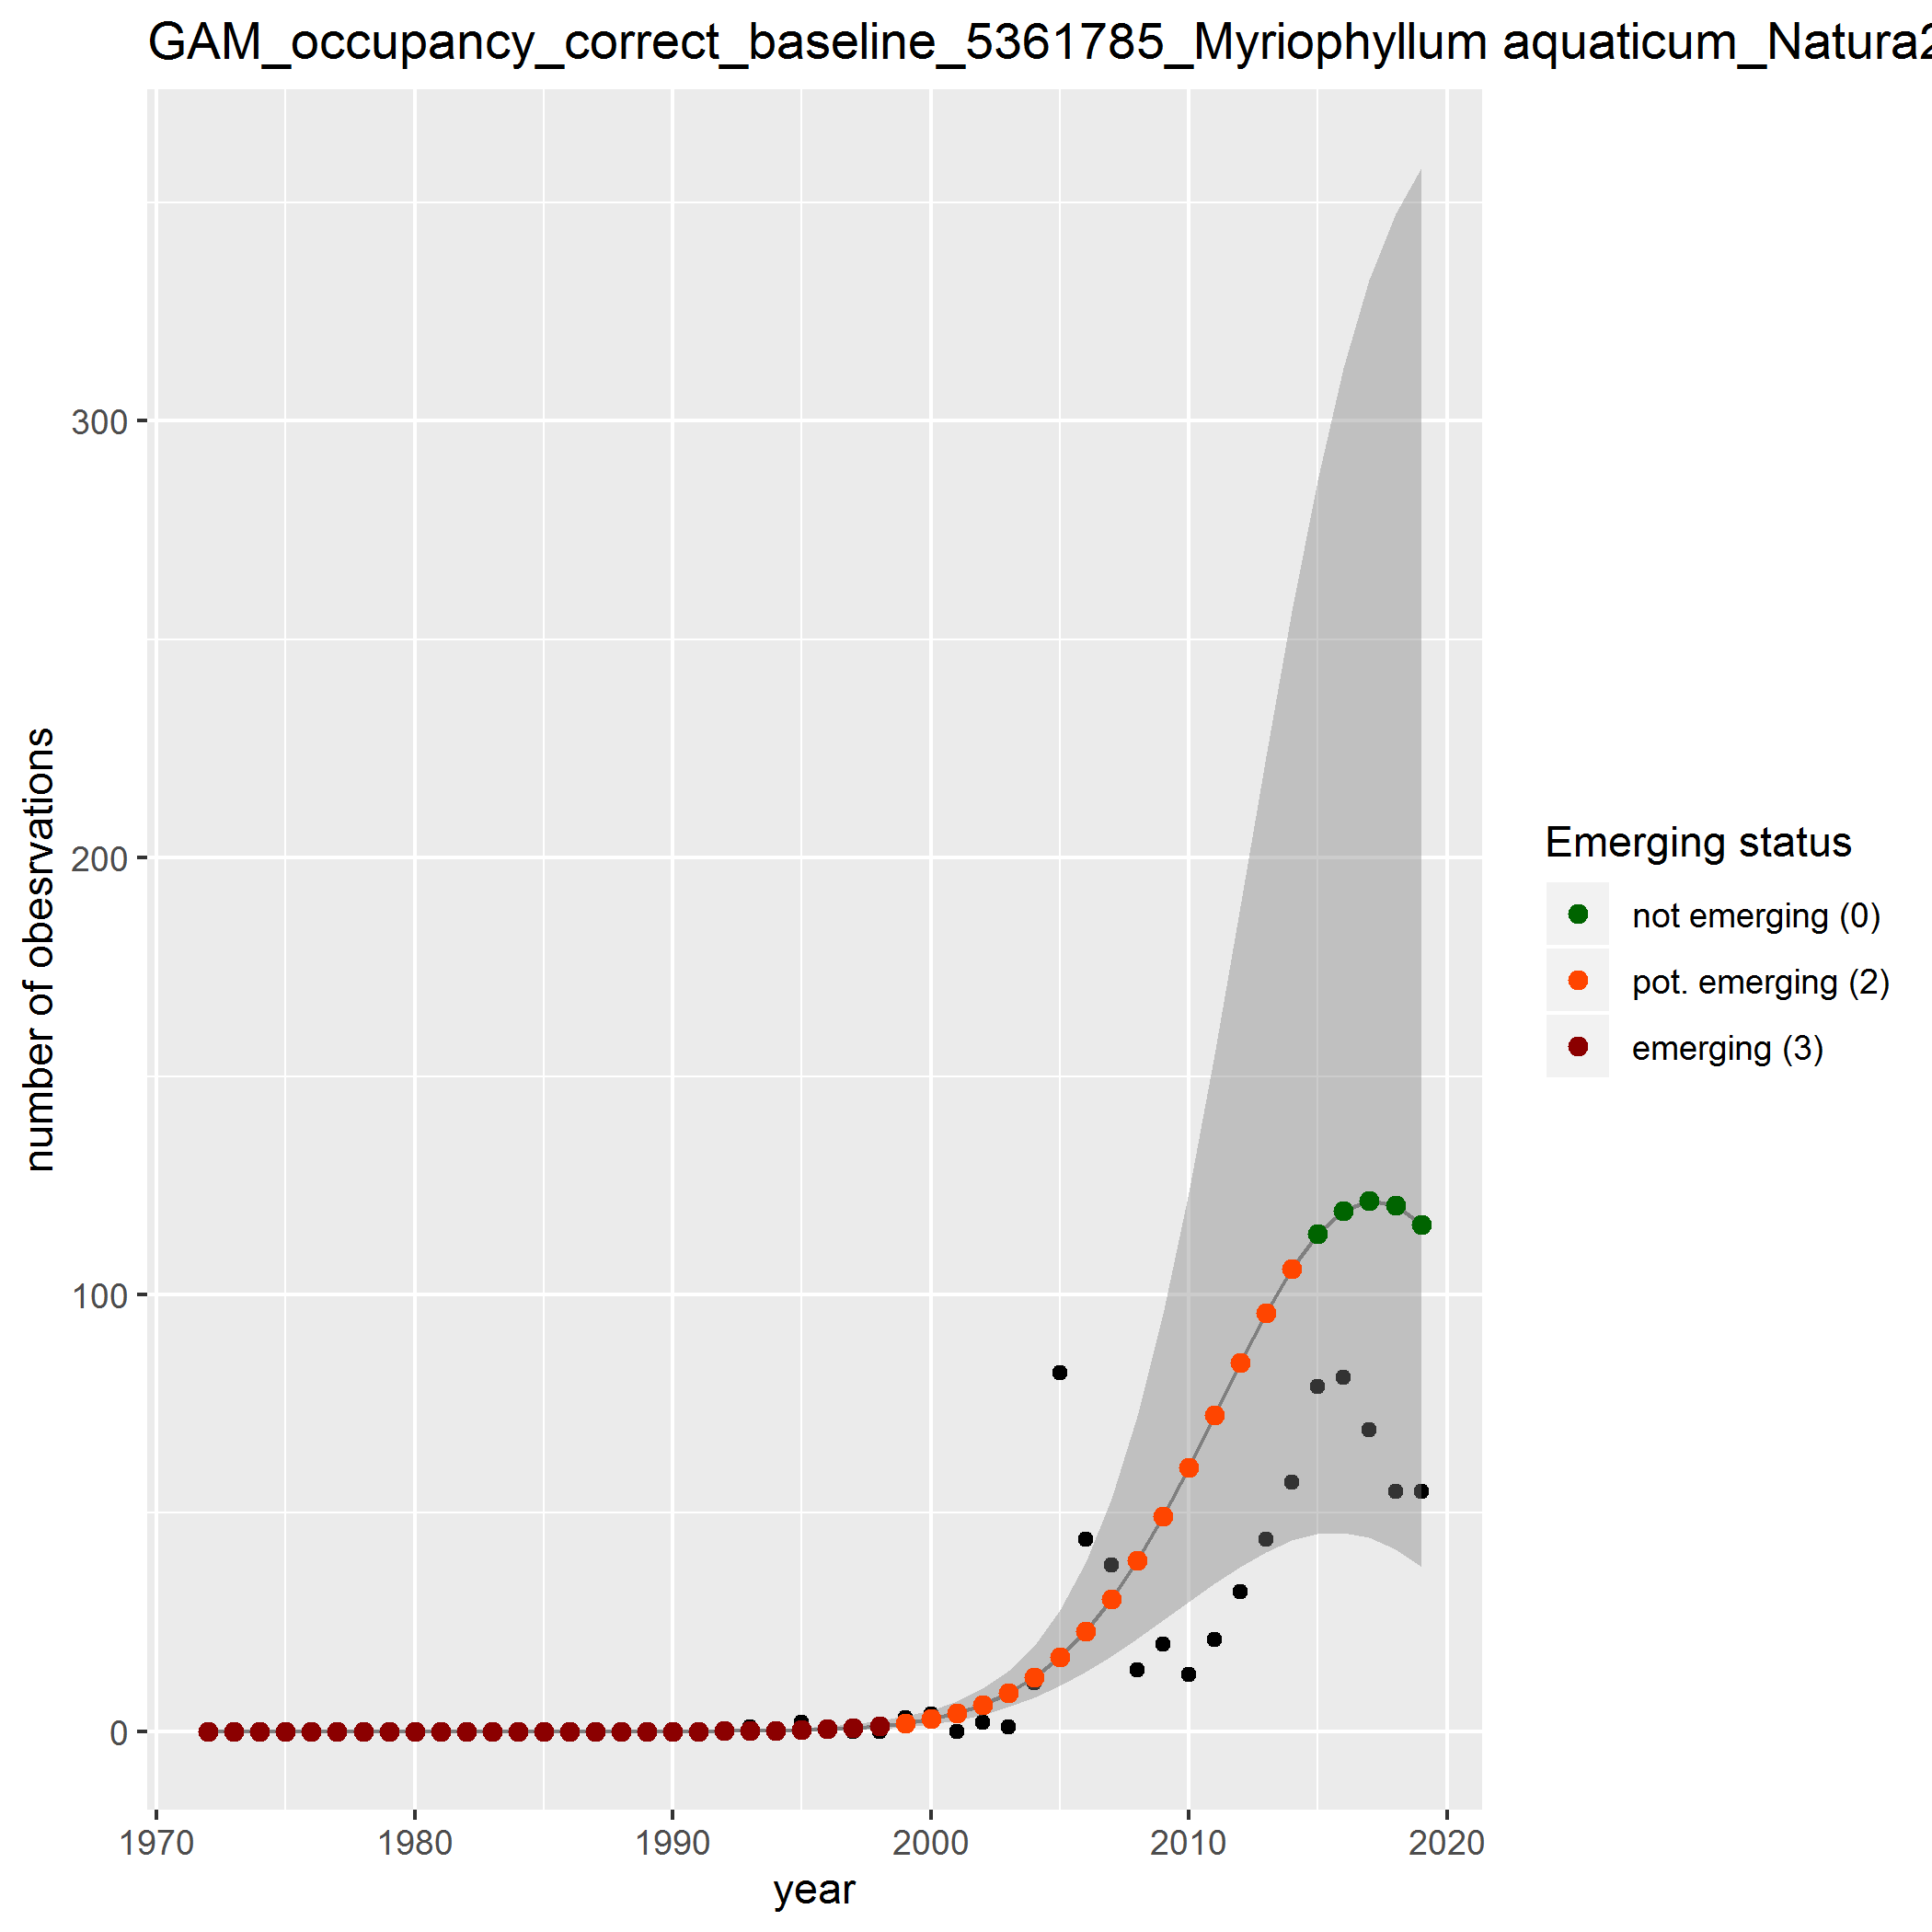 GAM_occupancy_correct_baseline_5361785_Myriophyllum aquaticum_Natura2
number of obesrvations
300
200
100
0
1970 1980 1990 2000 2010 2020
year
Emerging status
not emerging (0)
pot. emerging (2)
emerging (3)